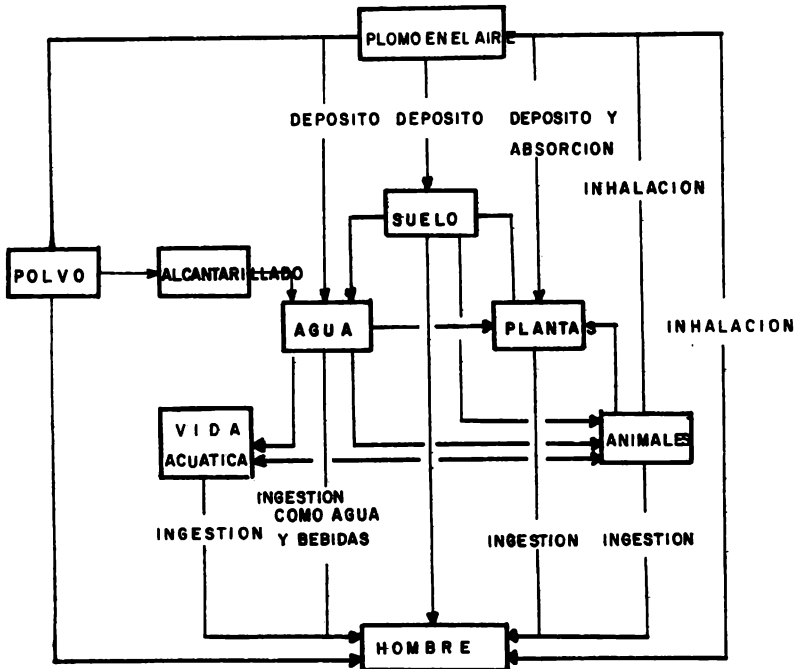 PLOMO EN EL AIRE
DEPOSITO
DEPOSITO
DEPOSITO Y
ABSORCION
INHALACION
SUELO
POLVO
ALCANTARILLADO
AGUA
PLANTAS
INHALACION
VIDA
ACUATICA
ANIMALES
INGESTION
COMO AGUA
Y BEBIDAS
INGESTION
INGESTION
INGESTION
HOMBRE